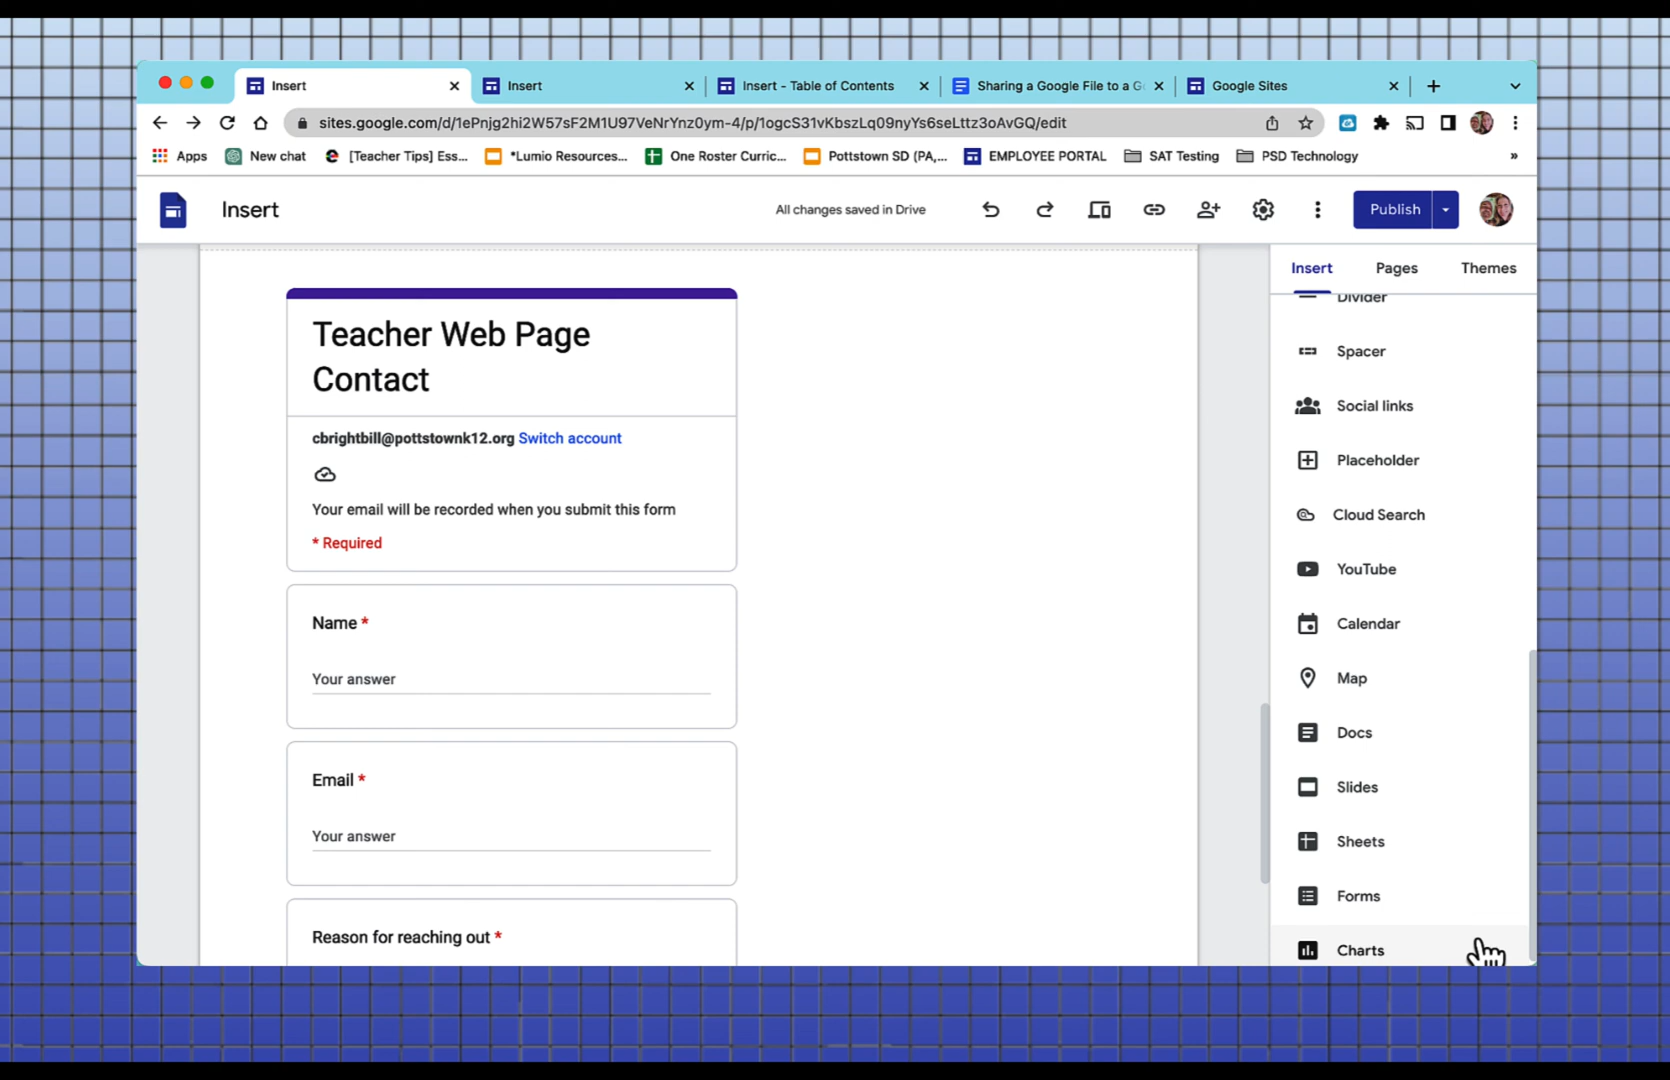 Insert
Insert
Insert - Table of Contents
Sharing a Google File to a G
Google Sites
sites.google.com/d/1ePnjg2hi2W57sF2M1U97VeNrYnz0ym-4/p/1ogcS31vKbszLq09nyYs6seLttz3oAvGQ/edit
Apps
New chat
[Teacher Tips] Ess...
*Lumio Resources...
One Roster Curric...
Pottstown SD (PA,...
EMPLOYEE PORTAL
SAT Testing
PSD Technology
»
Insert
All changes saved in Drive
Publish
Insert
Pages
Themes
Teacher Web Page
Contact
cbrightbill@pottstownk12.org Switch account
Your email will be recorded when you submit this form
* Required
Name *
Your answer
Email *
Your answer
Reason for reaching out *
Divider
Spacer
Social links
Placeholder
Cloud Search
YouTube
Calendar
Map
Docs
Slides
Sheets
Forms
Charts